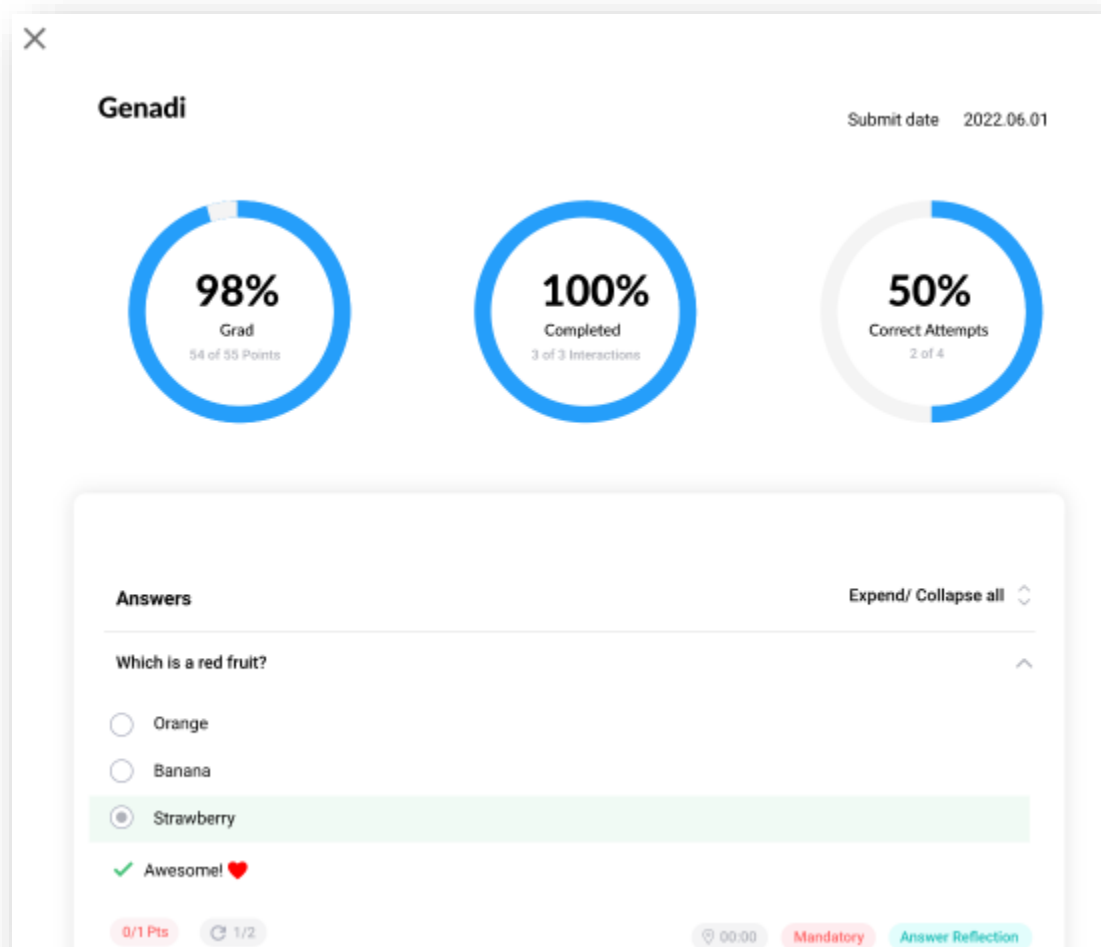 Genadi
Submit date 2022.06.01
98%
Grad
54 of 55 Points
100%
Completed
3 of 3 Interactions
50%
Correct Attempts
2 of 4
Answers
Expend/ Collapse all
Which is a red fruit?
Orange
Banana
Strawberry
Awesome!
0/1 Pts
1/2
00:00
Mandatory
Answer Reflection